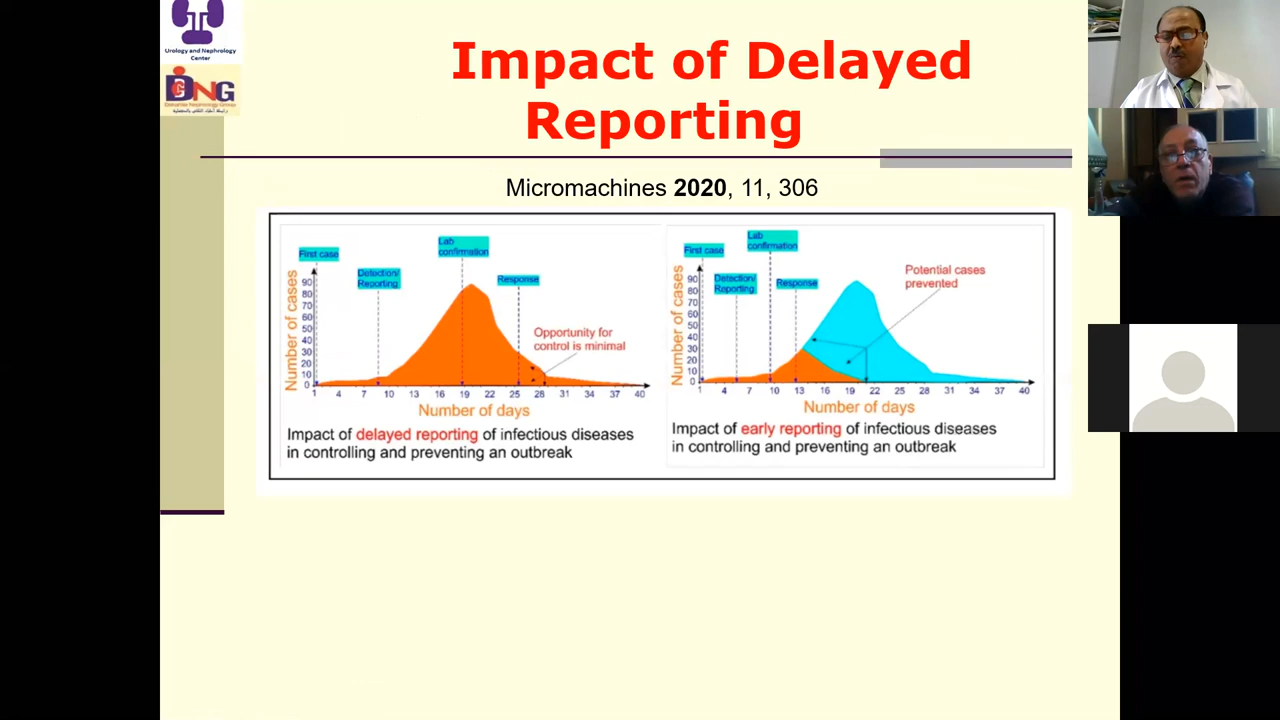 Urology and Nephrology
Center
DNG
Impact of Delayed
Reporting
Micromachines 2020, 11, 306
First case
Detection/
Reporting
Lab
confirmation
Response
Opportunity for
control is minimal
Number of cases
90
80
70
60
50
40
30
20
10
0
1 4 7 10 13 16 19 22 25 28 31 34 37 40
Number of days
Impact of delayed reporting of infectious diseases
in controlling and preventing an outbreak
First case
Detection/
Reporting
Lab
confirmation
Response
Potential cases
prevented
Number of cases
90
80
70
60
50
40
30
20
10
0
1 4 7 10 13 16 19 22 25 28 31 34 37 40
Number of days
Impact of early reporting of infectious diseases
in controlling and preventing an outbreak